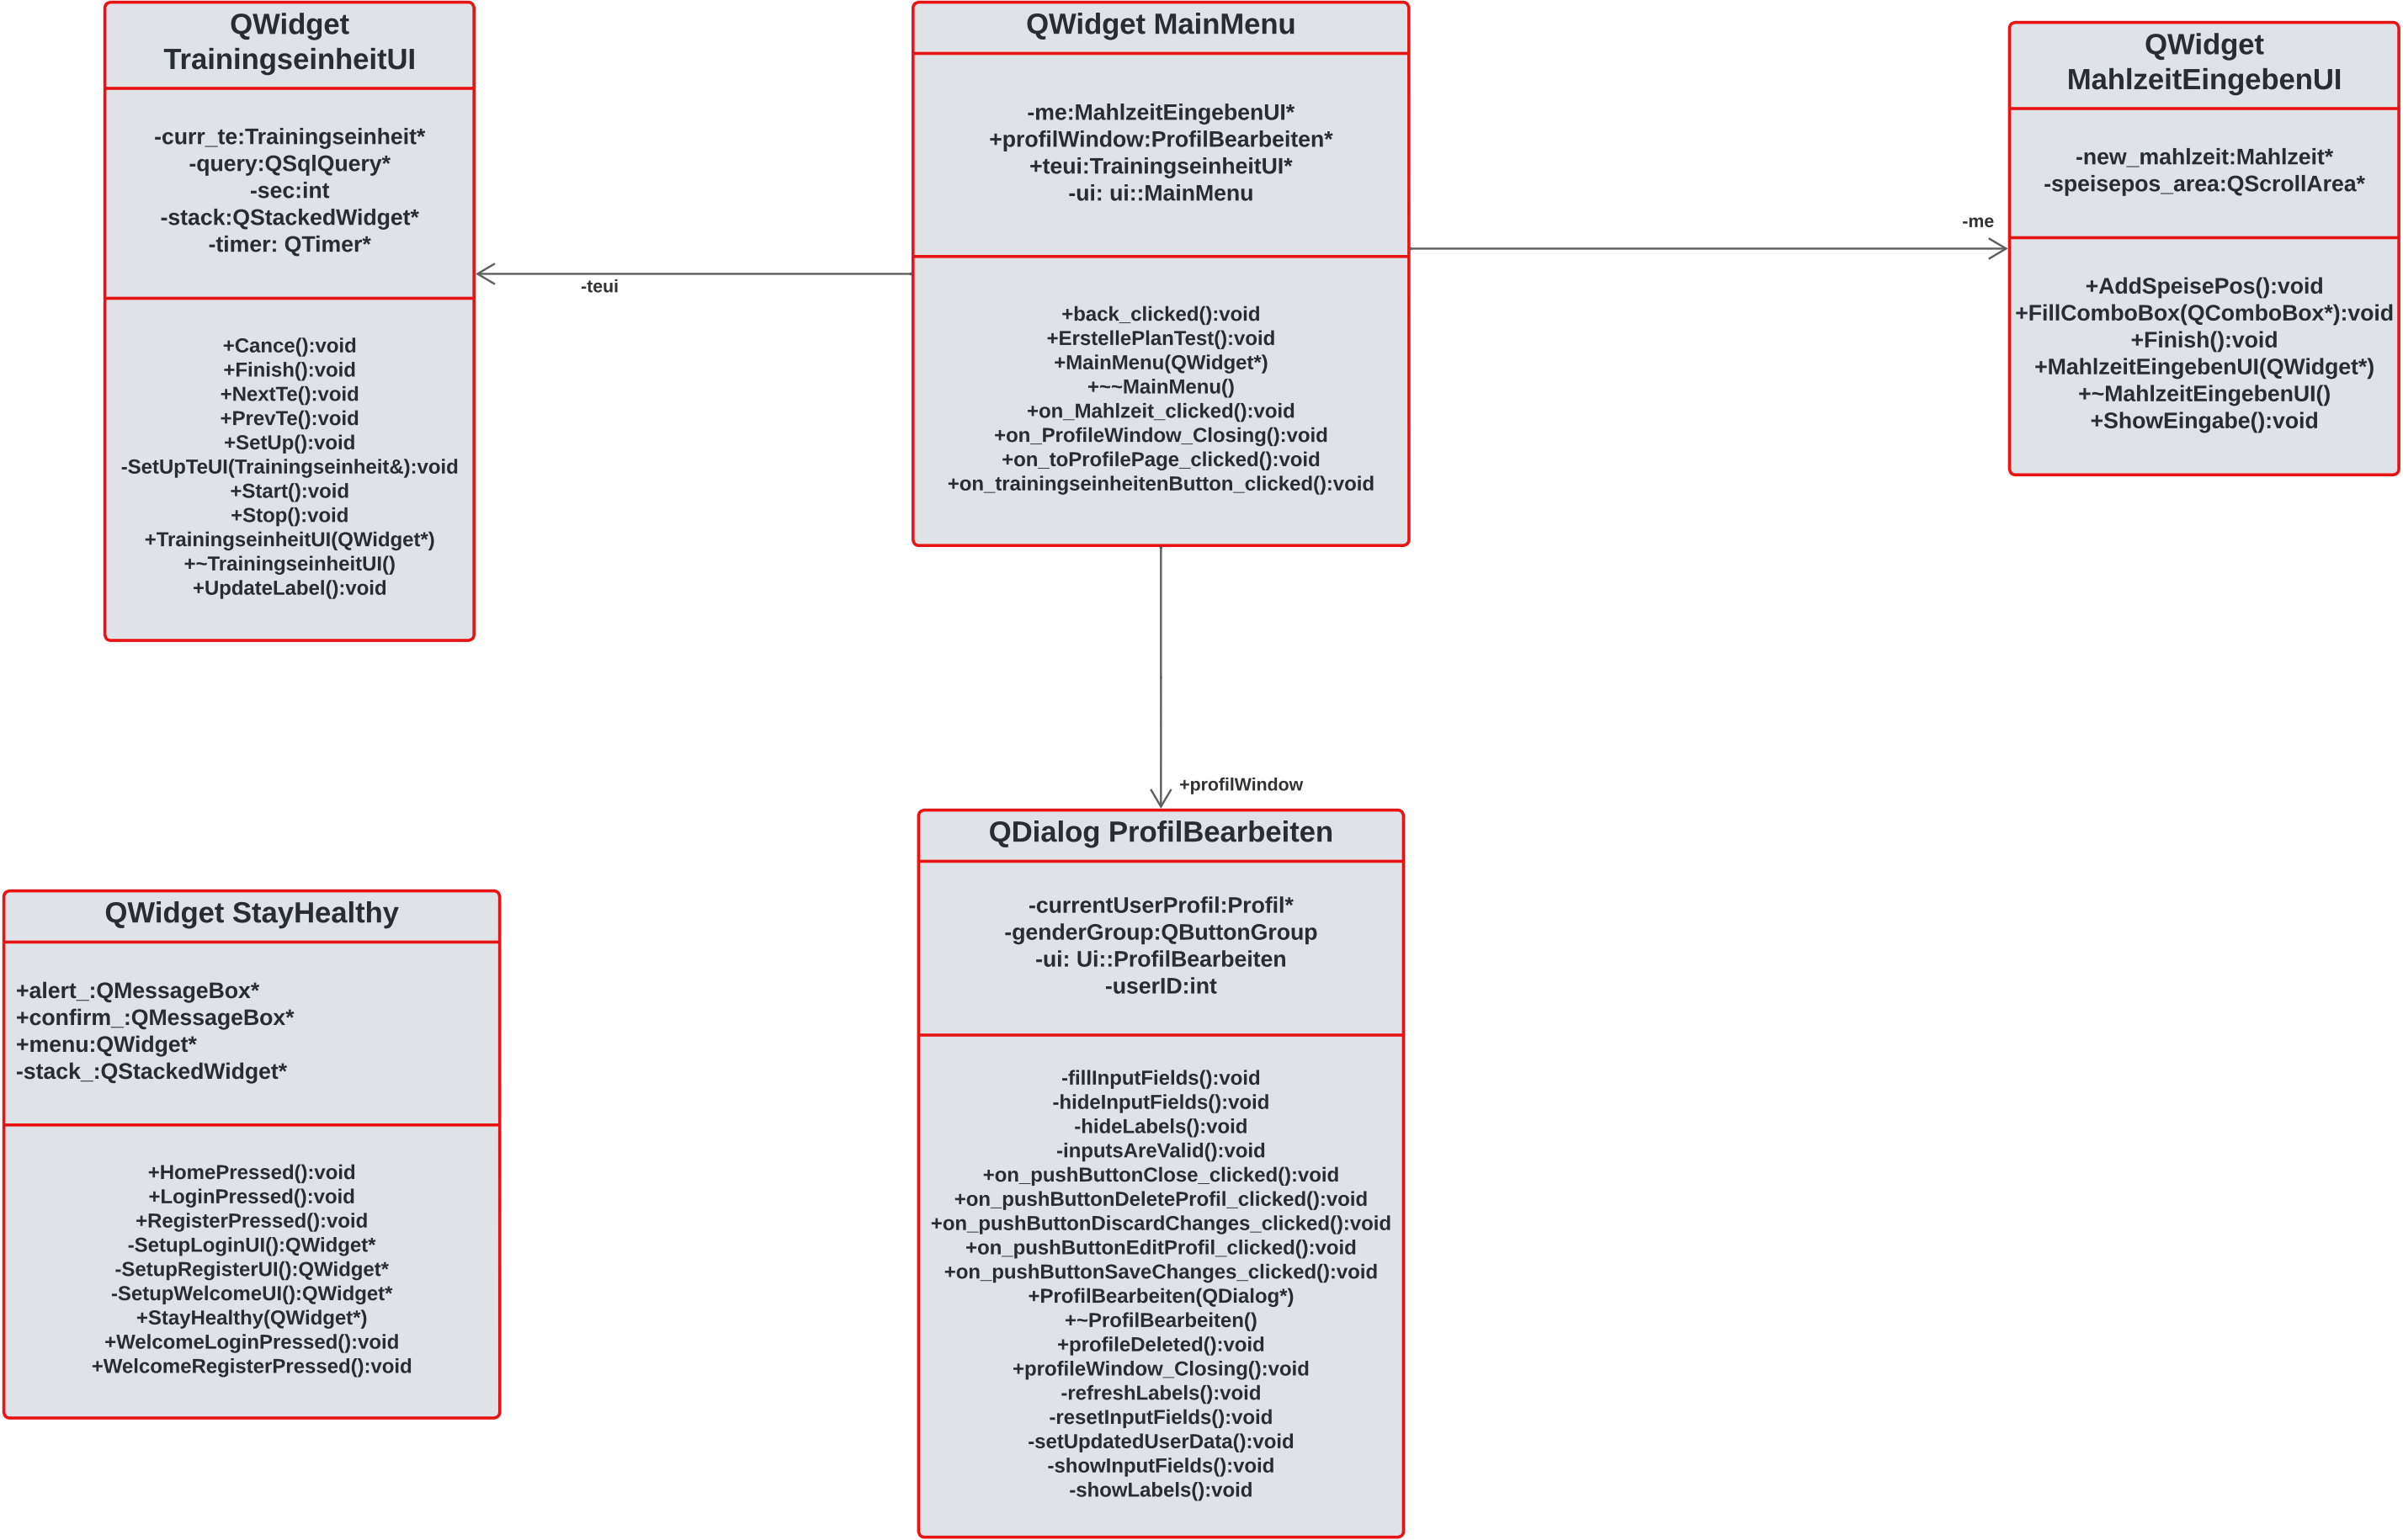 QWidget
TrainingseinheitUI
-curr_te:Trainingseinheit*
-query:QSqlQuery*
-sec:int
-stack:QStackedWidget*
-timer: QTimer*
+Cance():void
+Finish():void
+NextTe():void
+PrevTe():void
+SetUp():void
-SetUpTeUI(Trainingseinheit&):void
+Start():void
+Stop():void
+TrainingseinheitUI(QWidget*)
+~TrainingseinheitUI()
+UpdateLabel():void
-teui
QWidget MainMenu
-me:MahlzeitEingebenUI*
+profilWindow:ProfilBearbeiten*
+teui:TrainingseinheitUI*
-ui: ui::MainMenu
+back_clicked():void
+ErstellePlanTest():void
+MainMenu(QWidget*)
+~~MainMenu()
+on_Mahlzeit_clicked():void
+on_ProfileWindow_Closing():void
+on_toProfilePage_clicked():void
+on_trainingseinheitenButton_clicked():void
-me
QWidget
MahlzeitEingebenUI
-new_mahlzeit:Mahlzeit*
-speisepos_area:QScrollArea*
+AddSpeisePos():void
+FillComboBox(QComboBox*):void
+Finish():void
+MahlzeitEingebenUI(QWidget*)
+~MahlzeitEingebenUI()
+ShowEingabe():void
+profilWindow
QDialog ProfilBearbeiten
-currentUserProfil:Profil*
-genderGroup:QButtonGroup
-ui: Ui::ProfilBearbeiten
-userID:int
-fillInputFields():void
-hideInputFields():void
-hideLabels():void
-inputsAreValid():void
+on_pushButtonClose_clicked():void
+on_pushButtonDeleteProfil_clicked():void
+on_pushButtonDiscardChanges_clicked():void
+on_pushButtonEditProfil_clicked():void
+on_pushButtonSaveChanges_clicked():void
+ProfilBearbeiten(QDialog*)
+~ProfilBearbeiten()
+profileDeleted():void
+profileWindow_Closing():void
-refreshLabels():void
-resetInputFields():void
-setUpdatedUserData():void
-showInputFields():void
-showLabels():void
QWidget StayHealthy
+alert_:QMessageBox*
+confirm_:QMessageBox*
+menu:QWidget*
-stack_:QStackedWidget*
+HomePressed():void
+LoginPressed():void
+RegisterPressed():void
-SetupLoginUI():QWidget*
-SetupRegisterUI():QWidget*
-SetupWelcomeUI():QWidget*
+StayHealthy(QWidget*)
+WelcomeLoginPressed():void
+WelcomeRegisterPressed():void